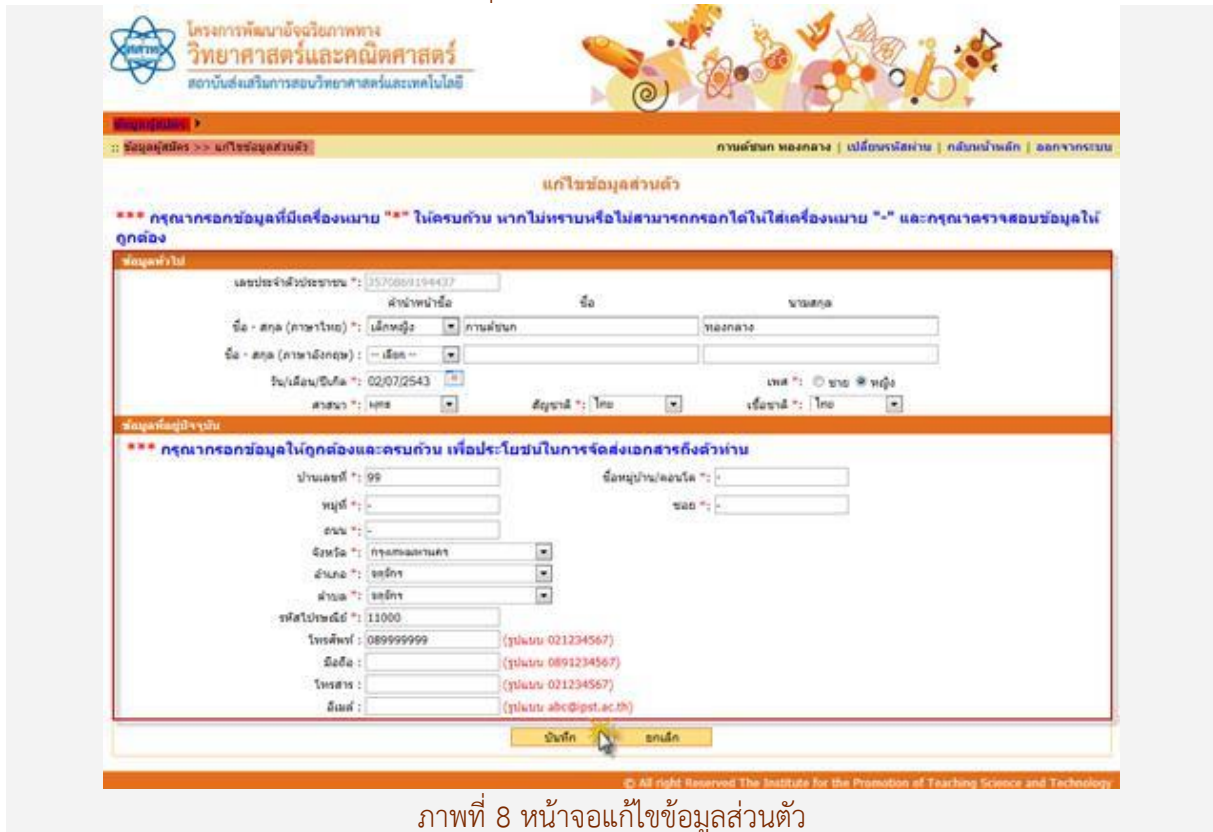 โครงการพัฒนาอัจฉริยภาพทาง
วิทยาศาสตร์และคณิตศาสตร์
สถาบันส่งเสริมการสอนวิทยาศาสตร์และเทคโนโลยี
สสวท
ข้อมูลผู้สมัคร
:: ข้อมูลผู้สมัคร >> แก้ไขข้อมูลส่วนตัว กานต์ชนก ทองกลาง | เปลี่ยนรหัสผ่าน | กลับหน้าหลัก | ออกจากระบบ
แก้ไขข้อมูลส่วนตัว
*** กรุณากรอกข้อมูลที่มีเครื่องหมาย "*" ให้ครบถ้วน หากไม่ทราบหรือไม่สามารถกรอกได้ให้ใส่เครื่องหมาย "-" และกรุณาตรวจสอบข้อมูลให้
ถูกต้อง
ข้อมูลทั่วไป
เลขประจำตัวประชาชน *: 3570869194437
คำนำหน้าชื่อ ชื่อ นามสกุล
ชื่อ - สกุล (ภาษาไทย) *: เด็กหญิง กานต์ชนก ทองกลาง
ชื่อ - สกุล (ภาษาอังกฤษ) : -- เลือก --
วัน/เดือน/ปีเกิด *: 02/07/2543 เพศ *: ชาย หญิง
ศาสนา *: พุทธ สัญชาติ *: ไทย เชื้อชาติ *: ไทย
ข้อมูลที่อยู่ปัจจุบัน
*** กรุณากรอกข้อมูลให้ถูกต้องและครบถ้วน เพื่อประโยชน์ในการจัดส่งเอกสารถึงตัวท่าน
บ้านเลขที่ *: 99 ชื่อหมู่บ้าน/คอนโด *: -
หมู่ที่ *: - ซอย *: -
ถนน *: -
จังหวัด *: กรุงเทพมหานคร
อำเภอ *: จตุจักร
ตำบล *: จตุจักร
รหัสไปรษณีย์ *: 11000
โทรศัพท์ : 089999999 (รูปแบบ 021234567)
มือถือ : (รูปแบบ 0891234567)
โทรสาร : (รูปแบบ 021234567)
อีเมล์ : (รูปแบบ abc@ipst.ac.th)
บันทึก ยกเลิก
© All right Reserved The Institute for the Promotion of Teaching Science and Technology
ภาพที่ 8 หน้าจอแก้ไขข้อมูลส่วนตัว